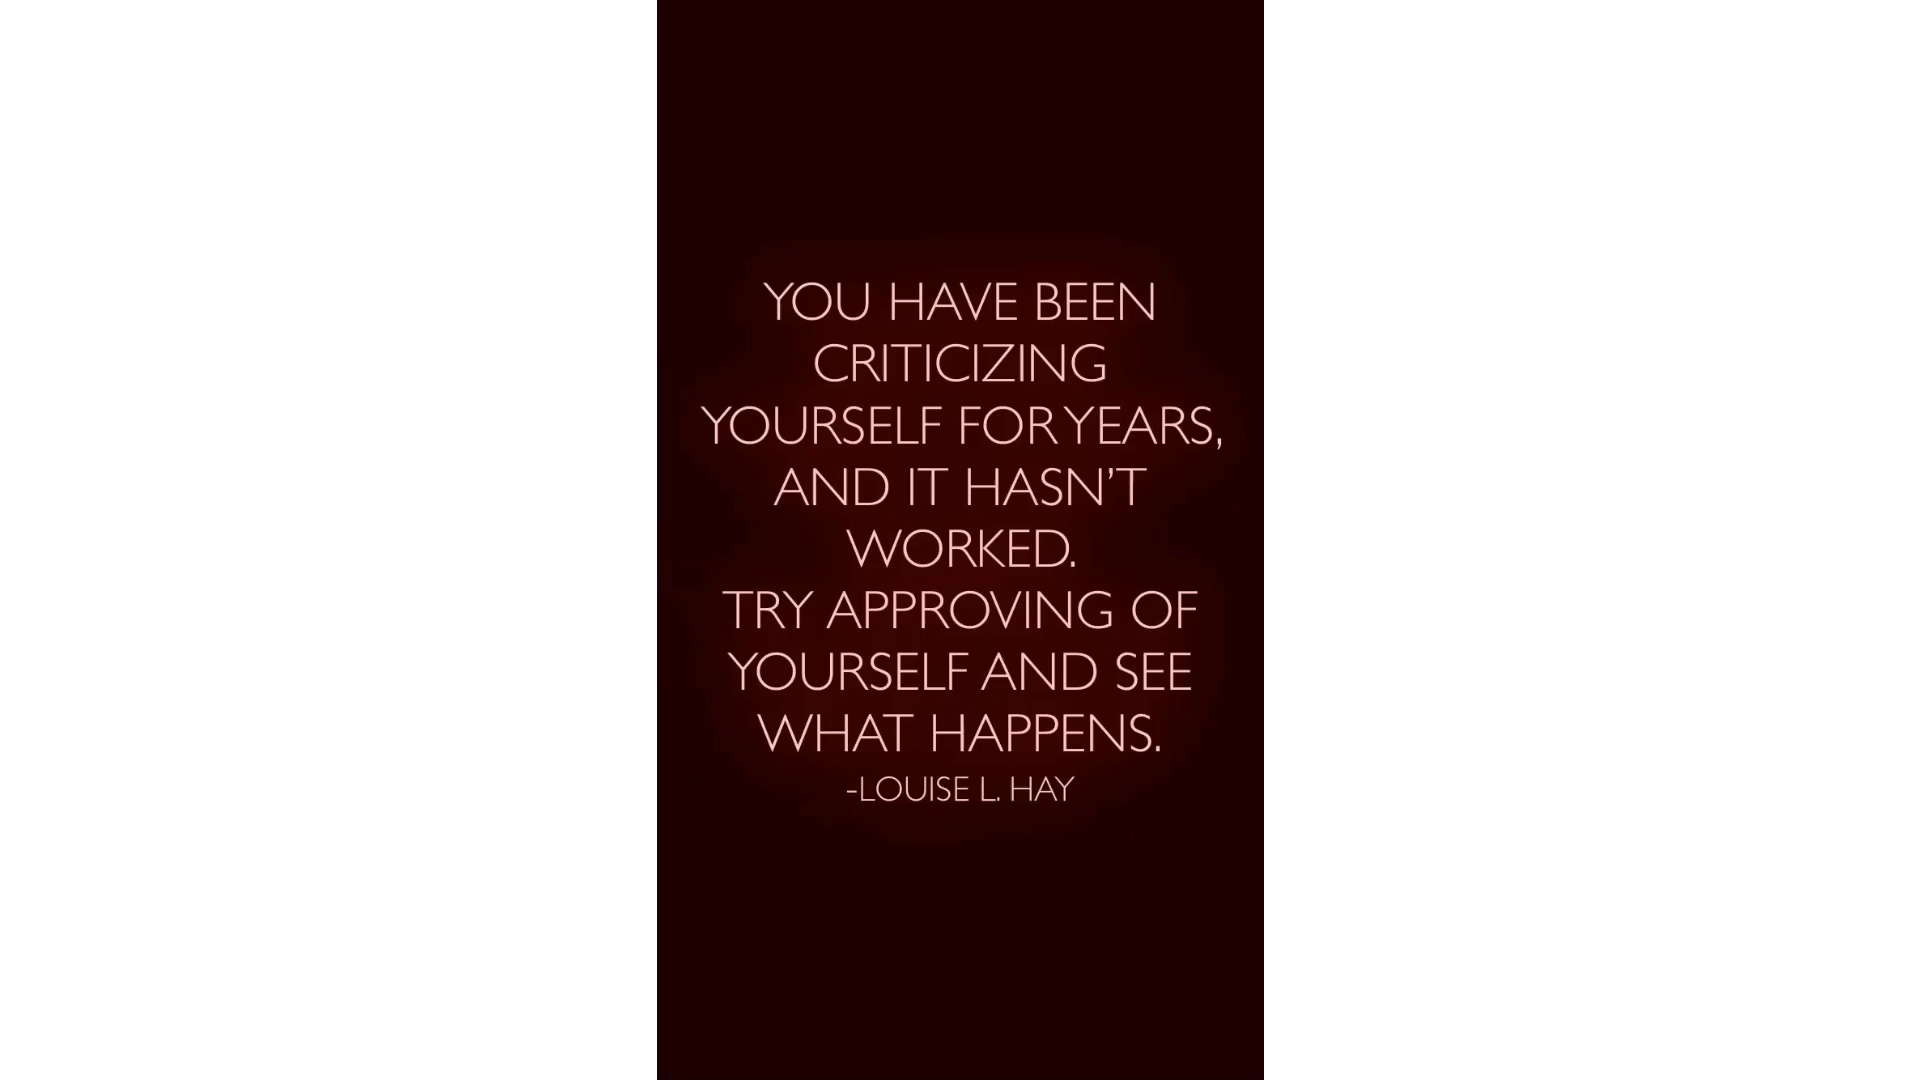 YOU HAVE BEEN
CRITICIZING
YOURSELF FOR YEARS,
AND IT HASN'T
WORKED.
TRY APPROVING OF
YOURSELF AND SEE
WHAT HAPPENS.
-LOUISE L. HAY